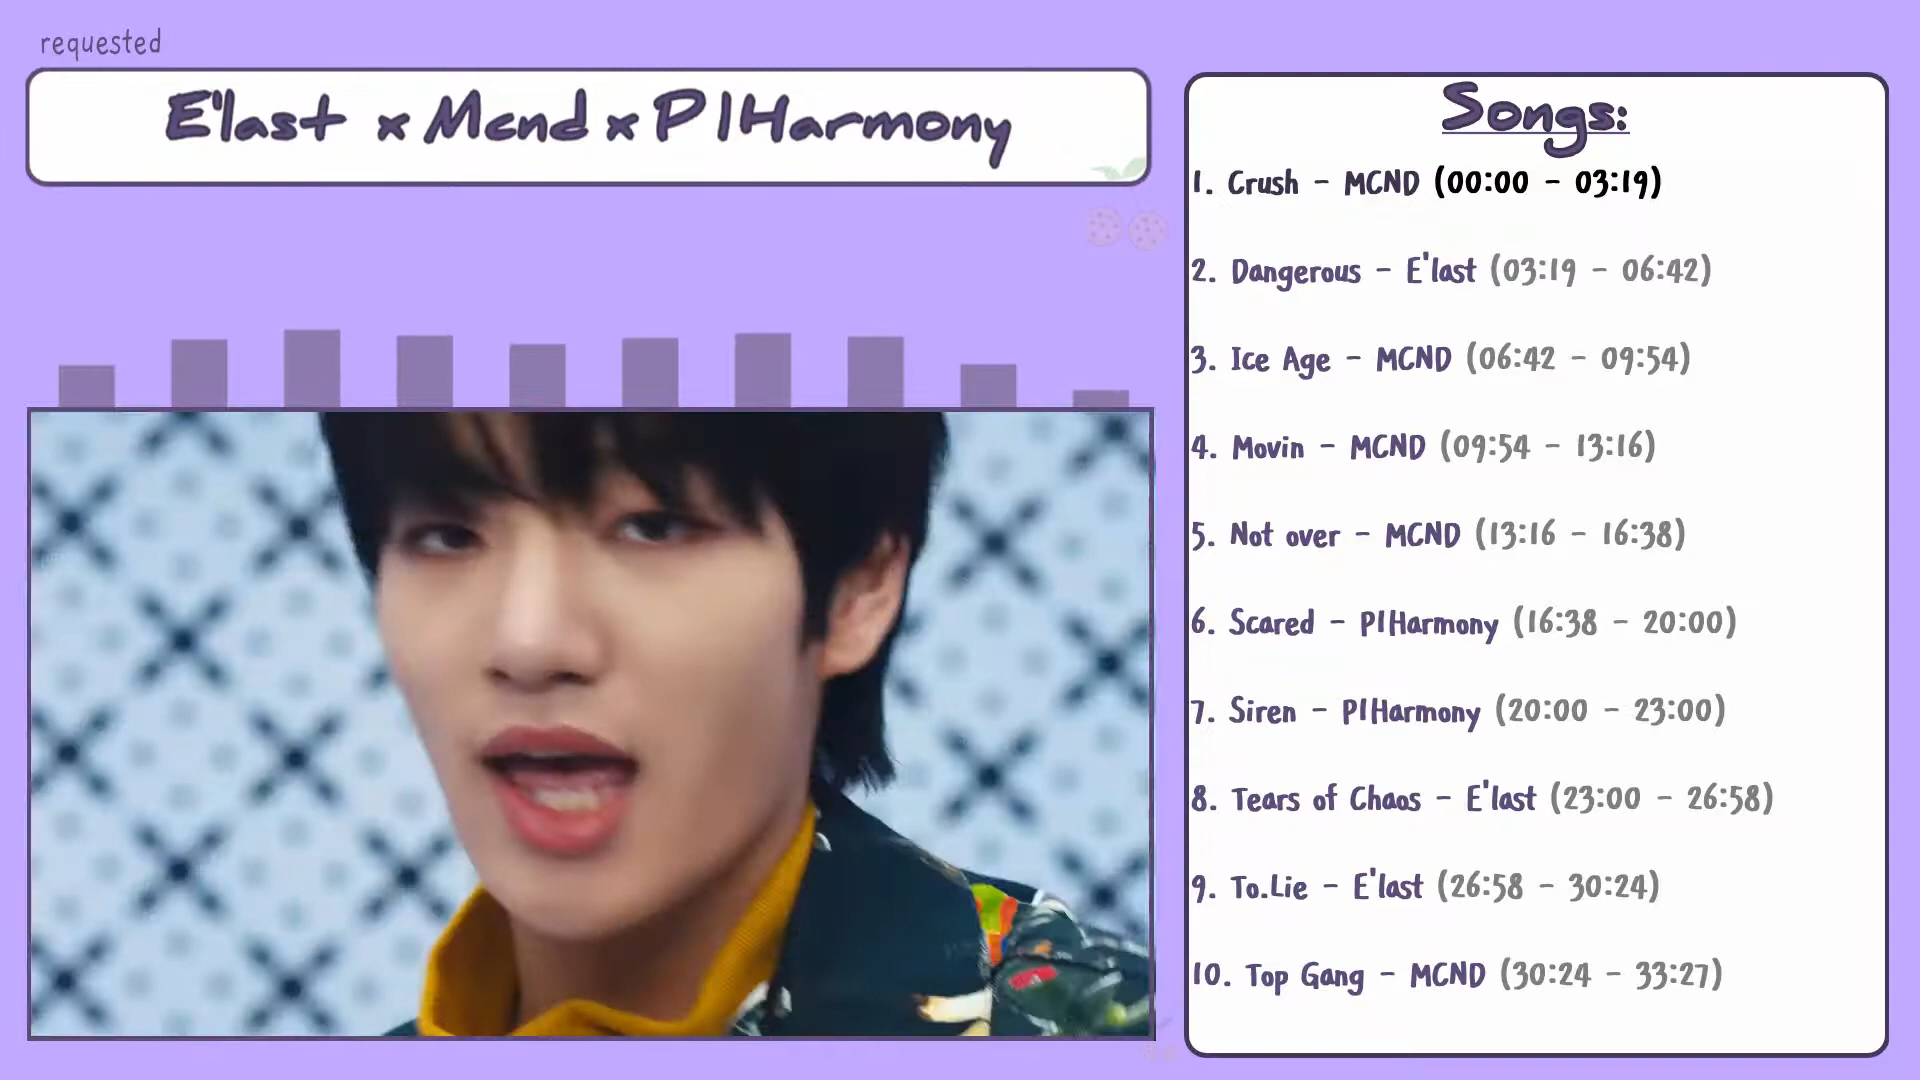 requested
E'last x Mcnd x P1Harmony
Songs:
1. Crush - MCND (00:00 - 03:19)
2. Dangerous - E'last (03:19 - 06:42)
3. Ice Age - MCND (06:42 - 09:54)
4. Movin - MCND (09:54 - 13:16)
5. Not over - MCND (13:16 - 16:38)
6. Scared - P1Harmony (16:38 - 20:00)
7. Siren - P1Harmony (20:00 - 23:00)
8. Tears of Chaos - E'last (23:00 - 26:58)
9. To.Lie - E'last (26:58 - 30:24)
10. Top Gang - MCND (30:24 - 33:27)